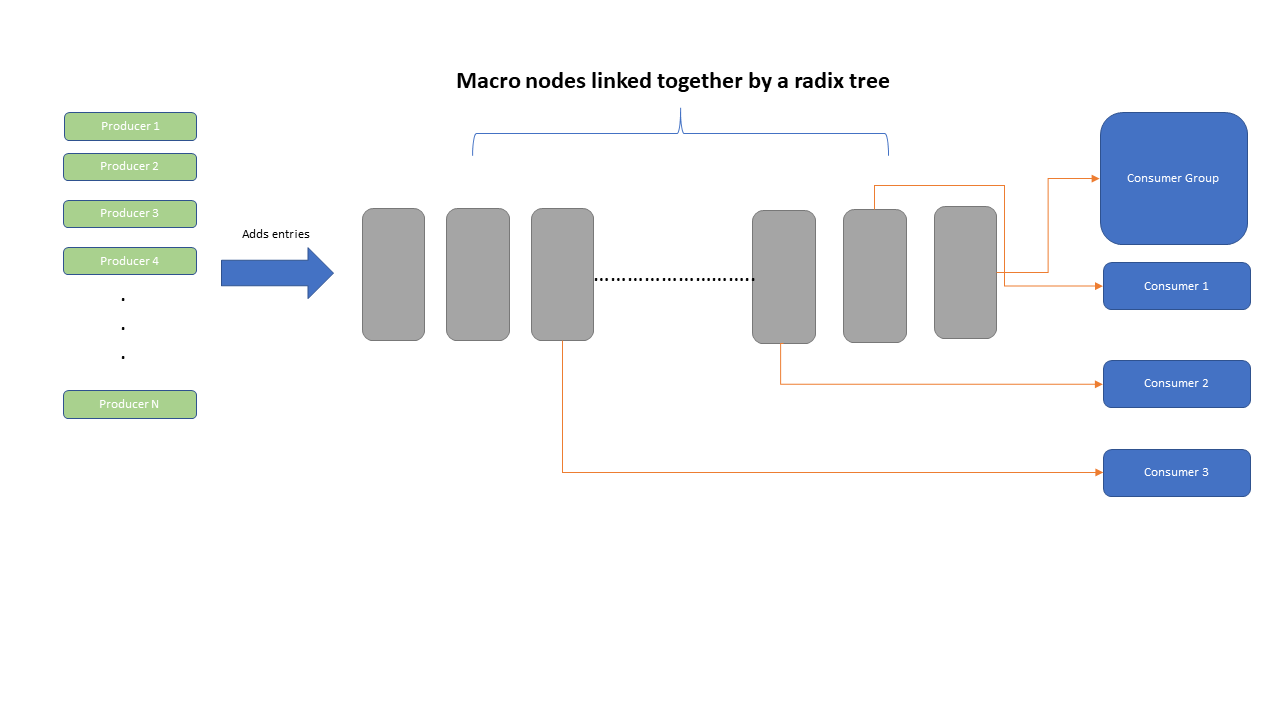 Macro nodes linked together by a radix tree
Producer 1
Producer 2
Producer 3
Producer 4
.
.
.
Producer N
Adds entries
............................
Consumer Group
Consumer 1
Consumer 2
Consumer 3